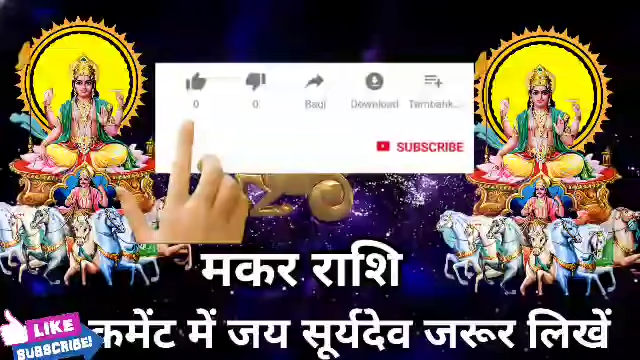 0 0 Bagi Download Tambahk...
SUBSCRIBE
मकर राशि
LIKE
SUBSCRIBE!
कमेंट में जय सूर्यदेव जरूर लिखें